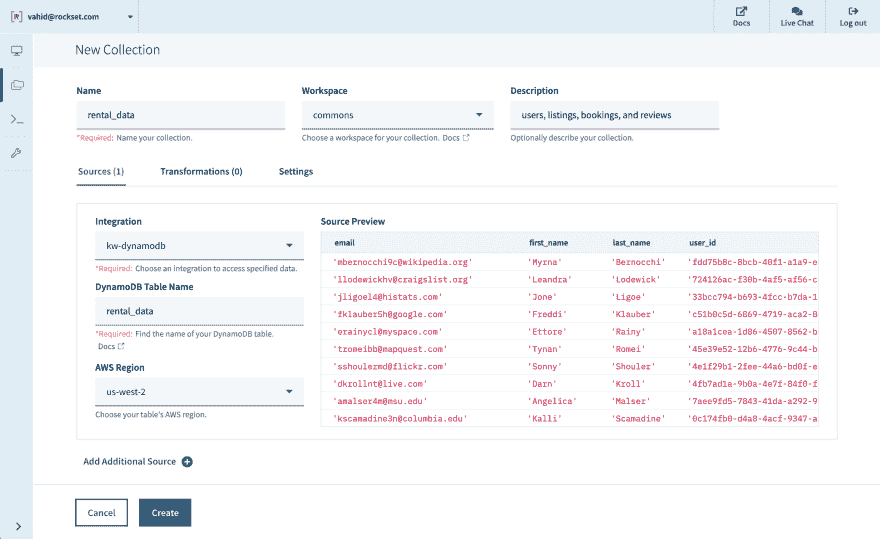 [R] vahid@rockset.com
Docs
Live Chat
Log out
New Collection
Name
Workspace
Description
rental_data
commons
users, listings, bookings, and reviews
*Required: Name your collection.
Choose a workspace for your collection. Docs
Optionally describe your collection.
Sources (1)
Transformations (0)
Settings
Integration
kw-dynamodb
*Required: Choose an integration to access specified data.
DynamoDB Table Name
rental_data
*Required: Find the name of your DynamoDB table.
Docs
AWS Region
us-west-2
Choose your table's AWS region.
Source Preview
email first_name last_name user_id
'mbernocchi9c@wikipedia.org' 'Myrna' 'Bernocchi' 'fdd75b8c-8bcb-40f1-a1a9-e
'llodewickhv@craigslist.org' 'Leandra' 'Lodewick' '724126ac-f30b-4af5-af56-c
'jligoel4@histats.com' 'Jone' 'Ligoe' '33bcc794-b693-4fcc-b7da-1
'fklauber5h@google.com' 'Freddi' 'Klauber' 'c51b0c5d-6869-4719-aca2-8
'erainycl@myspace.com' 'Ettore' 'Rainy' 'a18a1cea-1d86-4507-8562-b
'tromeibb@mapquest.com' 'Tynan' 'Romei' '45e39e52-12b6-4776-9c44-b
'sshoulermd@flickr.com' 'Sonny' 'Shouler' '4e1f29b1-2fee-44a6-bd0f-e
'dkrollnt@live.com' 'Darn' 'Kroll' '4fb7ad1a-9b0a-4e7f-84f0-f
'amalser4m@msu.edu' 'Angelica' 'Malser' '7aee9fd5-7843-41da-a292-9
'kscamadine3n@columbia.edu' 'Kalli' 'Scamadine' '0c174fb0-d4a8-4acf-9347-a
Add Additional Source
Cancel
Create